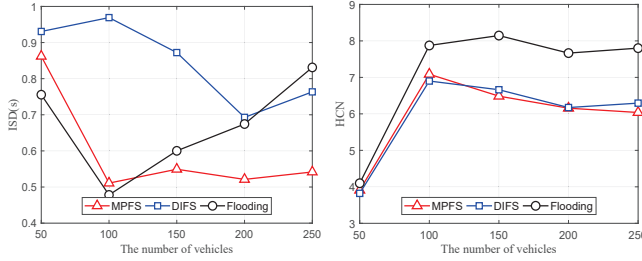 1
0.9
0.8
0.7
0.6
0.5
0.4
ISD(s)
MPFS DIFS Flooding
50 100 150 200 250
The number of vehicles
9
8
7
6
5
4
3
HCN
MPFS DIFS Flooding
50 100 150 200 250
The number of vehicles